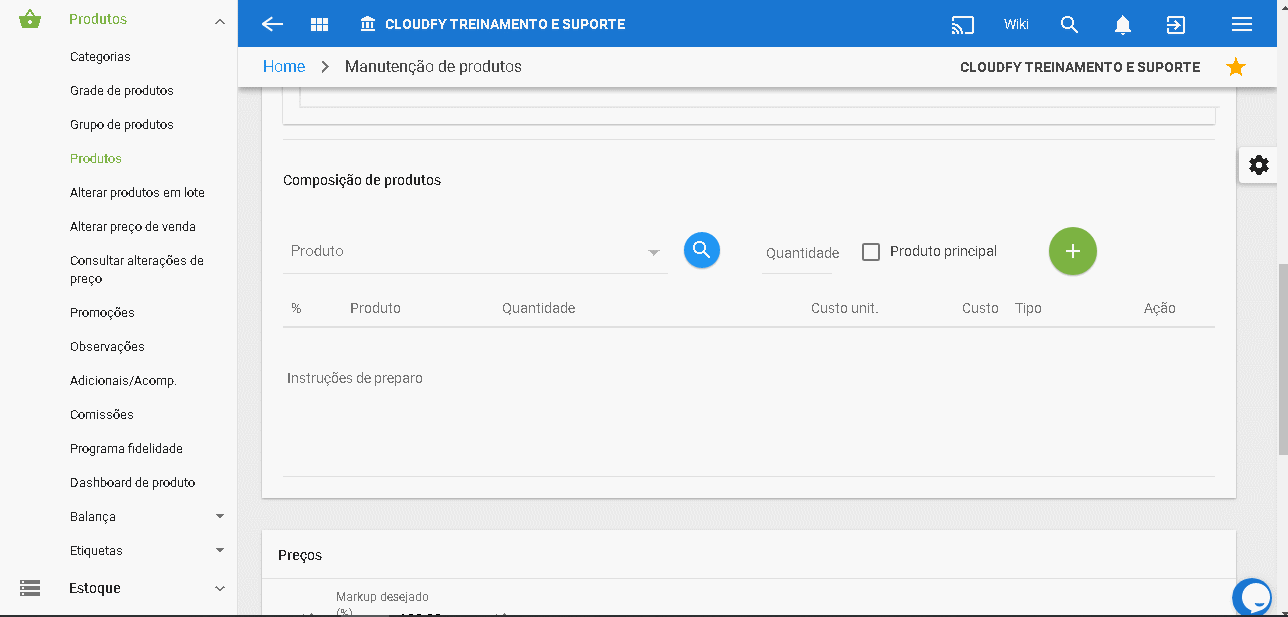 Produtos
Categorias
Grade de produtos
Grupo de produtos
Produtos
Alterar produtos em lote
Alterar preço de venda
Consultar alterações de
preço
Promoções
Observações
Adicionais/Acomp.
Comissões
Programa fidelidade
Dashboard de produto
Balança
Etiquetas
Estoque
CLOUDFY TREINAMENTO E SUPORTE
Wiki
Home > Manutenção de produtos
CLOUDFY TREINAMENTO E SUPORTE
Composição de produtos
Produto
Quantidade
Produto principal
% Produto Quantidade Custo unit. Custo Tipo Ação
Instruções de preparo
Preços
Markup desejado
(%)